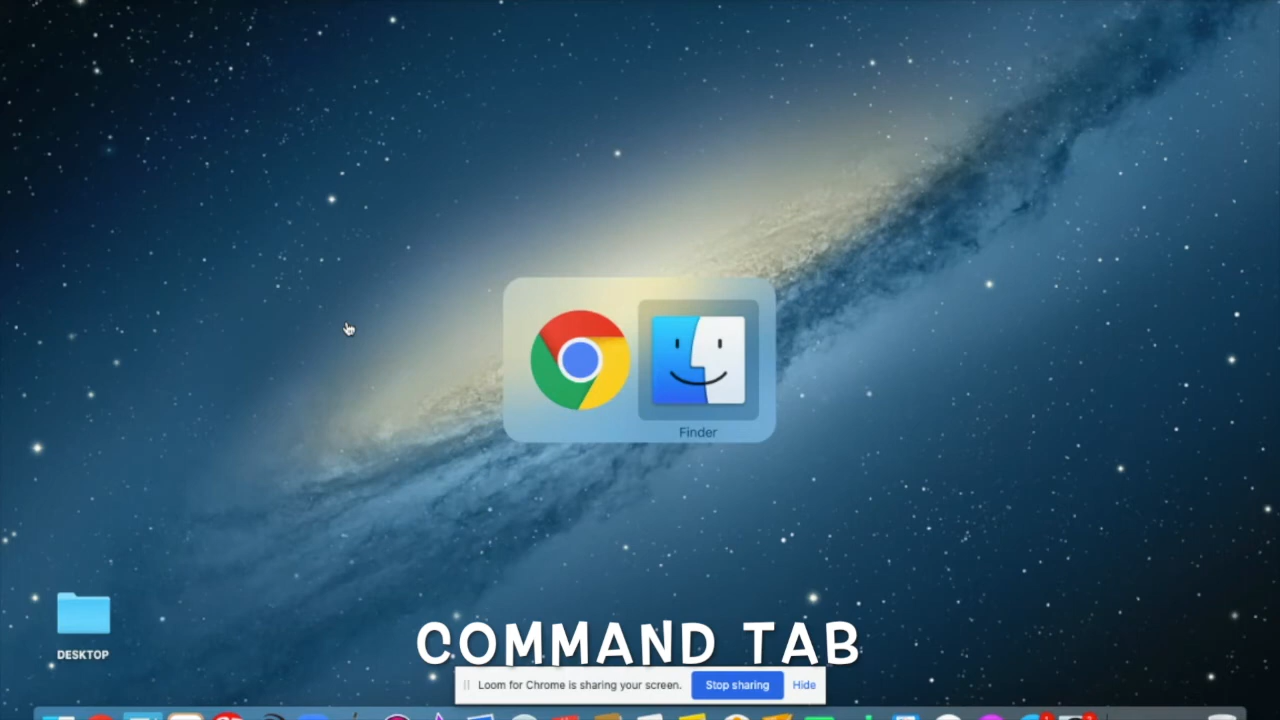 Finder
DESKTOP
COMMAND TAB
Loom for Chrome is sharing your screen. Stop sharing Hide